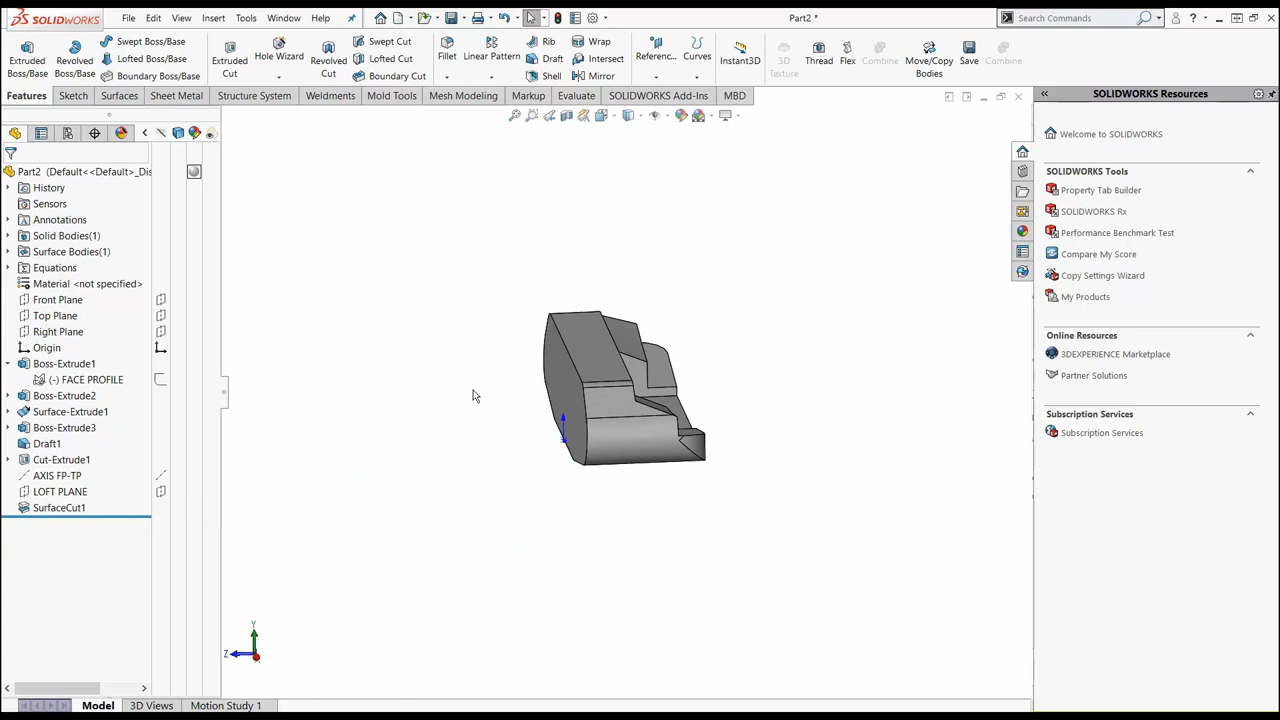 SOLIDWORKS File Edit View Insert Tools Window Help Part2 * Search Commands
Extruded Boss/Base
Revolved Boss/Base
Swept Boss/Base
Lofted Boss/Base
Boundary Boss/Base
Extruded Cut
Hole Wizard
Revolved Cut
Swept Cut
Lofted Cut
Boundary Cut
Fillet
Linear Pattern
Rib
Draft
Shell
Wrap
Intersect
Mirror
Referenc...
Curves
Instant3D
3D Texture
Thread
Flex
Combine
Move/Copy Bodies
Save
Combine
Features Sketch Surfaces Sheet Metal Structure System Weldments Mold Tools Mesh Modeling Markup Evaluate SOLIDWORKS Add-Ins MBD
Part2 (Default<<Default>_Dis
History
Sensors
Annotations
Solid Bodies(1)
Surface Bodies(1)
Equations
Material <not specified>
Front Plane
Top Plane
Right Plane
Origin
Boss-Extrude1
(-) FACE PROFILE
Boss-Extrude2
Surface-Extrude1
Boss-Extrude3
Draft1
Cut-Extrude1
AXIS FP-TP
LOFT PLANE
SurfaceCut1
Y
Z
SOLIDWORKS Resources
Welcome to SOLIDWORKS
SOLIDWORKS Tools
Property Tab Builder
SOLIDWORKS Rx
Performance Benchmark Test
Compare My Score
Copy Settings Wizard
My Products
Online Resources
3DEXPERIENCE Marketplace
Partner Solutions
Subscription Services
Subscription Services
Model 3D Views Motion Study 1